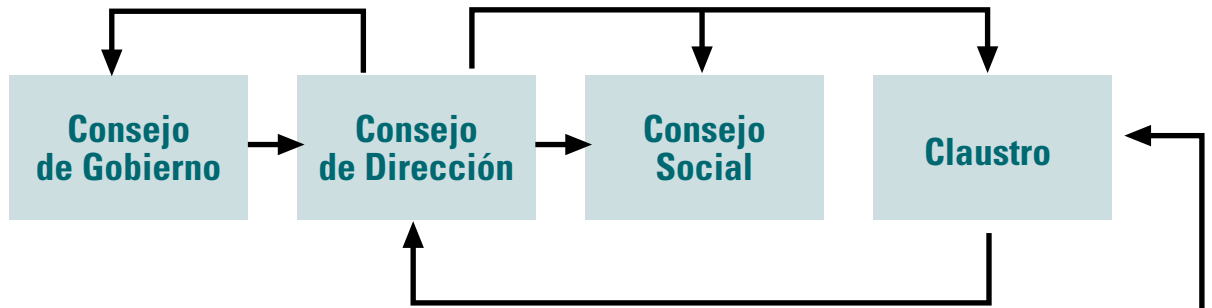 Consejo
de Gobierno
Consejo
de Dirección
Consejo
Social
Claustro